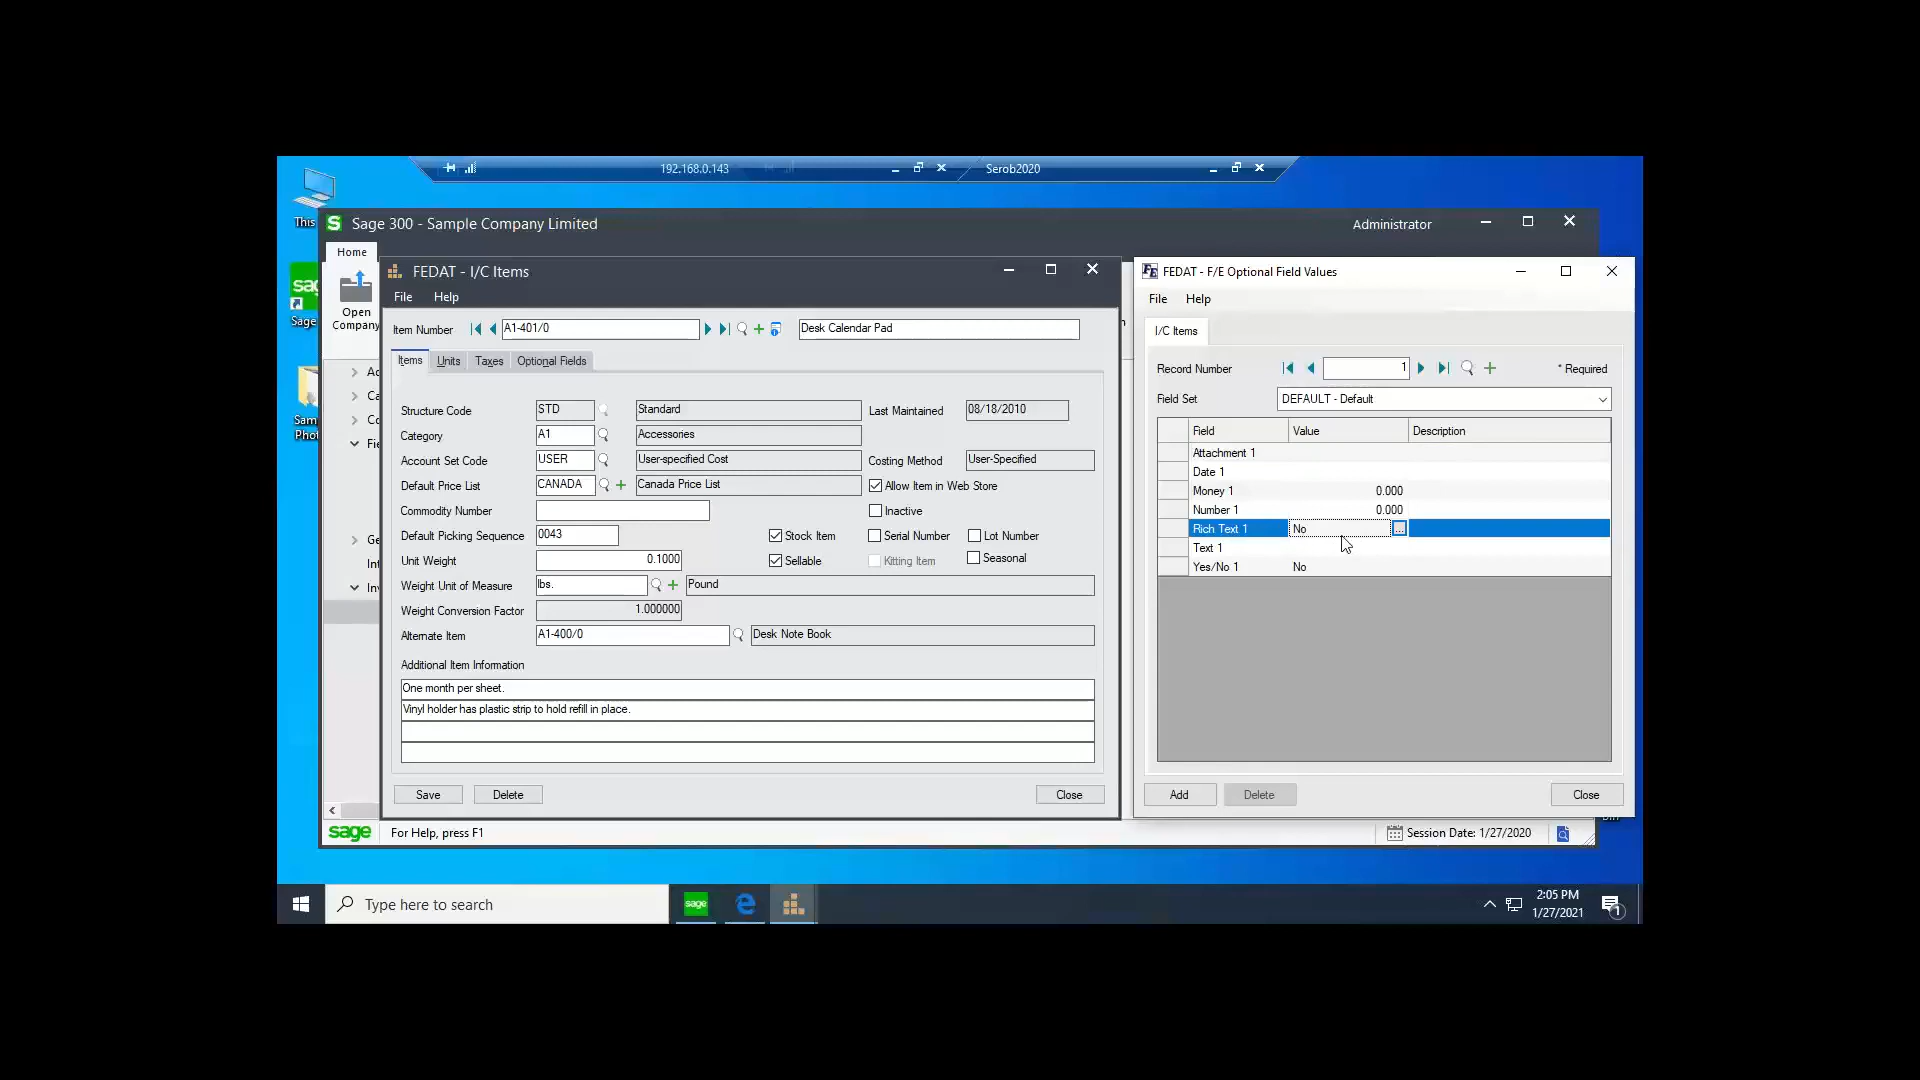 192.168.0.143
Serob2020
This
Sage 300 - Sample Company Limited
Administrator
Home
Open
Company
Sage
Sam
Phot
FEDAT - I/C Items
File Help
Item Number A1-401/0 Desk Calendar Pad
Items Units Taxes Optional Fields
Structure Code STD Standard Last Maintained 08/18/2010
Category A1 Accessories
Account Set Code USER User-specified Cost Costing Method User-Specified
Default Price List CANADA Canada Price List Allow Item in Web Store
Commodity Number Inactive
Default Picking Sequence 0043 Stock Item Serial Number Lot Number
Unit Weight 0.1000 Sellable Kitting Item Seasonal
Weight Unit of Measure lbs. Pound
Weight Conversion Factor 1.000000
Alternate Item A1-400/0 Desk Note Book
Additional Item Information
One month per sheet.
Vinyl holder has plastic strip to hold refill in place.
Save Delete Close
FEDAT - F/E Optional Field Values
File Help
I/C Items
Record Number 1 * Required
Field Set DEFAULT - Default
Field Value Description
Attachment 1
Date 1
Money 1 0.000
Number 1 0.000
Rich Text 1 No ...
Text 1
Yes/No 1 No
Add Delete Close
sage For Help, press F1 Session Date: 1/27/2020
Type here to search
sage
2:05 PM
1/27/2021
1